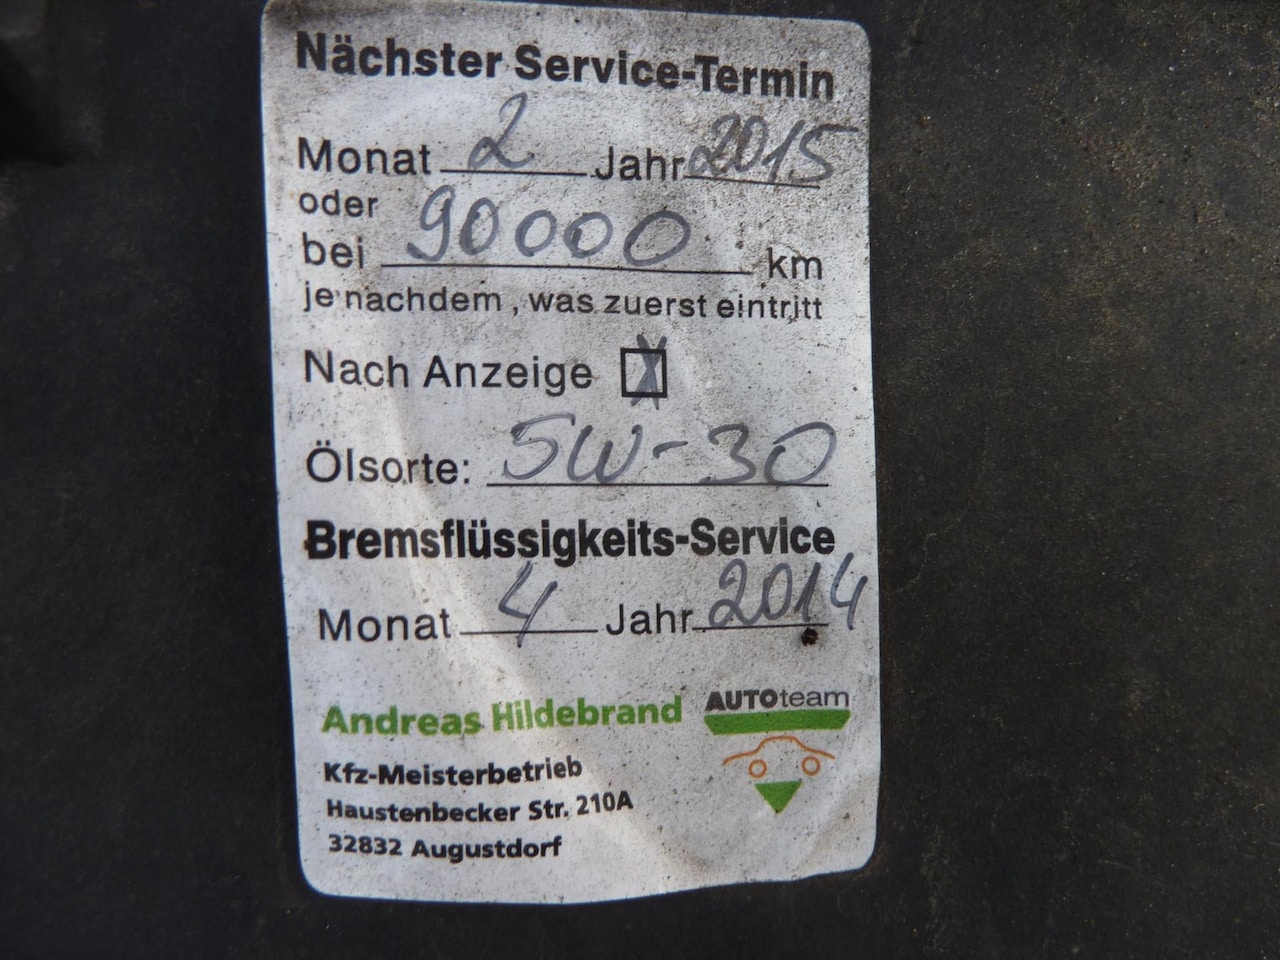 Nächster Service-Termin
Monat 2 Jahr 2015
oder
bei 90000 km
je nachdem, was zuerst eintritt
Nach Anzeige X
Ölsorte: 5W-30
Bremsflüssigkeits-Service
Monat 4 Jahr 2014
Andreas Hildebrand
AUTOteam
Kfz-Meisterbetrieb
Haustenbecker Str. 210A
32832 Augustdorf